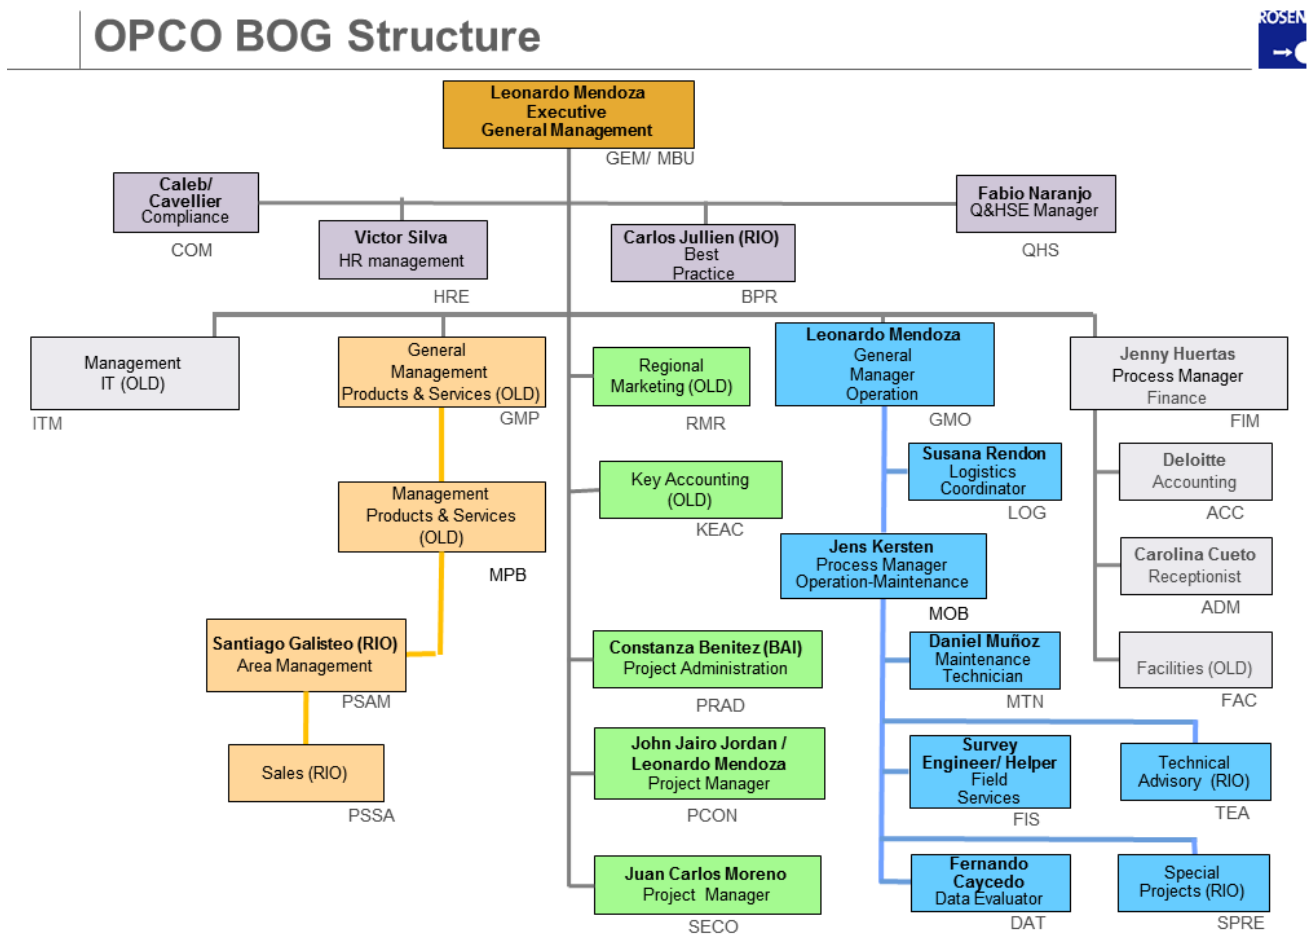 OPCO BOG Structure
ROSEN
Leonardo Mendoza
Executive
General Management
GEM/ MBU
Caleb/
Cavellier
Compliance
COM
Victor Silva
HR management
HRE
Carlos Jullien (RIO)
Best
Practice
BPR
Fabio Naranjo
Q&HSE Manager
QHS
Management
IT (OLD)
ITM
General
Management
Products & Services (OLD)
GMP
Management
Products & Services
(OLD)
MPB
Santiago Galisteo (RIO)
Area Management
PSAM
Sales (RIO)
PSSA
Regional
Marketing (OLD)
RMR
Key Accounting
(OLD)
KEAC
Constanza Benitez (BAI)
Project Administration
PRAD
John Jairo Jordan /
Leonardo Mendoza
Project Manager
PCON
Juan Carlos Moreno
Project Manager
SECO
Leonardo Mendoza
General
Manager
Operation
GMO
Susana Rendon
Logistics
Coordinator
LOG
Jens Kersten
Process Manager
Operation-Maintenance
MOB
Daniel Muñoz
Maintenance
Technician
MTN
Survey
Engineer/ Helper
Field
Services
FIS
Technical
Advisory (RIO)
TEA
Fernando
Caycedo
Data Evaluator
DAT
Special
Projects (RIO)
SPRE
Jenny Huertas
Process Manager
Finance
FIM
Deloitte
Accounting
ACC
Carolina Cueto
Receptionist
ADM
Facilities (OLD)
FAC